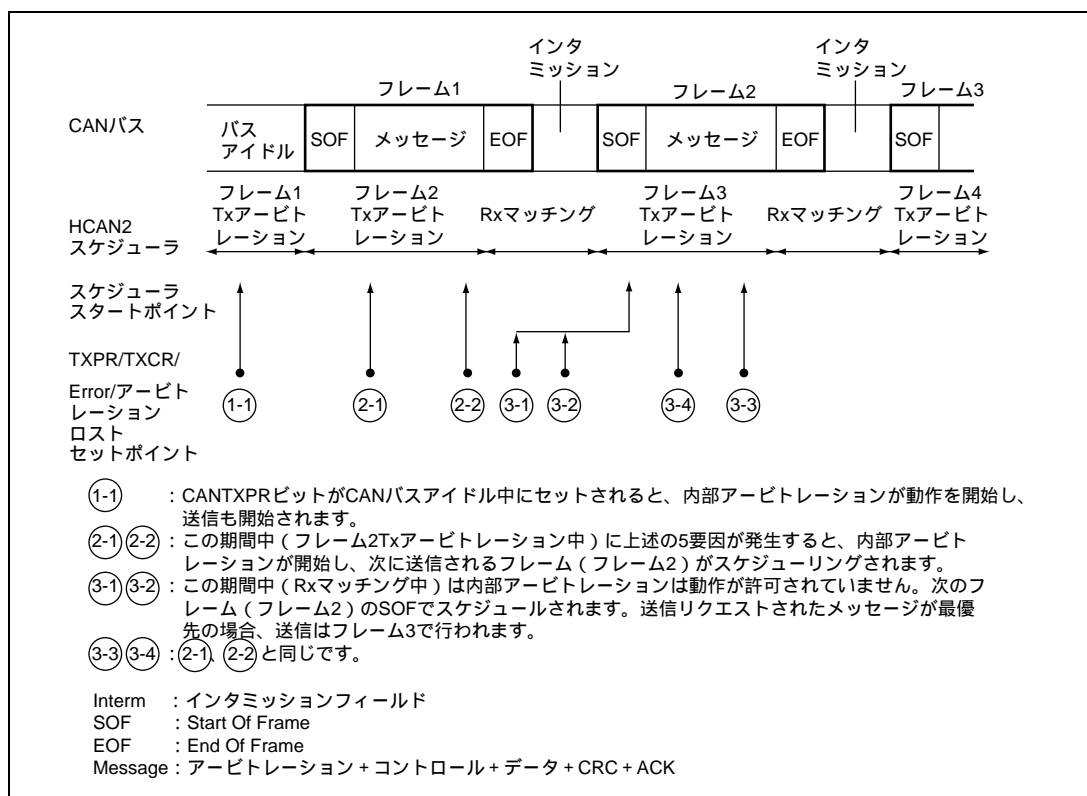 インタ
ミッション
インタ
ミッション
フレーム1
フレーム2
フレーム3
CANバス
バス
アイドル
SOF
メッセージ
EOF
SOF
メッセージ
EOF
SOF
HCAN2
スケジューラ
フレーム1
Txアービト
レーション
フレーム2
Txアービト
レーション
Rxマッチング
フレーム3
Txアービト
レーション
Rxマッチング
フレーム4
Txアービト
レーション
スケジューラ
スタートポイント
TXPR/TXCR/
Error/アービト
レーション
ロスト
セットポイント
1-1
2-1
2-2
3-1
3-2
3-4
3-3
1-1 :CANTXPRビットがCANバスアイドル中にセットされると、内部アービトレーションが動作を開始し、
送信も開始されます。
2-1 2-2 :この期間中(フレーム2Txアービトレーション中)に上述の5要因が発生すると、内部アービト
レーションが開始し、次に送信されるフレーム(フレーム2)がスケジューリングされます。
3-1 3-2 :この期間中(Rxマッチング中)は内部アービトレーションは動作が許可されていません。次のフ
レーム(フレーム2)のSOFでスケジュールされます。送信リクエストされたメッセージが最優
先の場合、送信はフレーム3で行われます。
3-3 3-4 :2-1、2-2と同じです。
Interm :インタミッションフィールド
SOF :Start Of Frame
EOF :End Of Frame
Message:アービトレーション+コントロール+データ+CRC+ACK